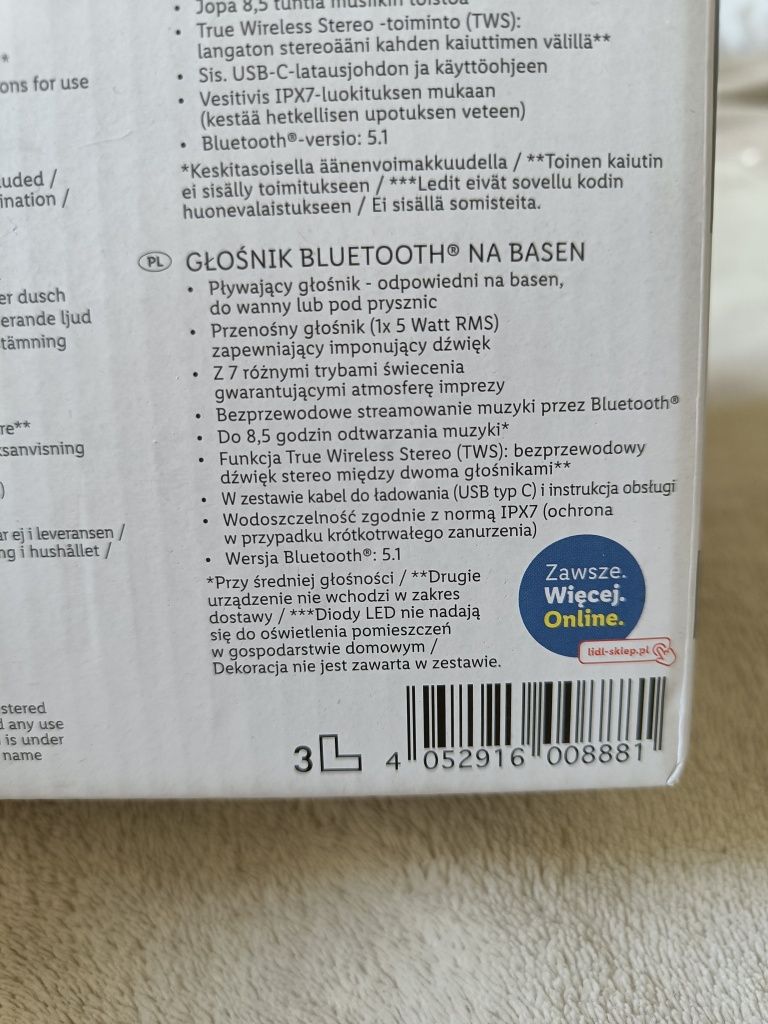 *
ons for use
uded /
ination /
er dusch
erande ljud
tämning
re**
ksanvisning
)
ar ej i leveransen /
ng i hushållet /
stered
d any use
is under
name
• Jopa 8,5 tuntia musiikin toistoa
• True Wireless Stereo -toiminto (TWS):
langaton stereoääni kahden kaiuttimen välillä**
• Sis. USB-C-latausjohdon ja käyttöohjeen
• Vesitivis IPX7-luokituksen mukaan
(kestää hetkellisen upotuksen veteen)
• Bluetooth®-versio: 5.1
*Keskitasoisella äänenvoimakkuudella / **Toinen kaiutin
ei sisälly toimitukseen / ***Ledit eivät sovellu kodin
huonevalaistukseen / Ei sisällä somisteita.
PL GŁOŚNIK BLUETOOTH® NA BASEN
• Pływający głośnik - odpowiedni na basen,
do wanny lub pod prysznic
• Przenośny głośnik (1x 5 Watt RMS)
zapewniający imponujący dźwięk
• Z 7 różnymi trybami świecenia
gwarantującymi atmosferę imprezy
• Bezprzewodowe streamowanie muzyki przez Bluetooth®
• Do 8,5 godzin odtwarzania muzyki*
• Funkcja True Wireless Stereo (TWS): bezprzewodowy
dźwięk stereo między dwoma głośnikami**
• W zestawie kabel do ładowania (USB typ C) i instrukcja obsługi
• Wodoszczelność zgodnie z normą IPX7 (ochrona
w przypadku krótkotrwałego zanurzenia)
• Wersja Bluetooth®: 5.1
*Przy średniej głośności / **Drugie
urządzenie nie wchodzi w zakres
dostawy / ***Diody LED nie nadają
się do oświetlenia pomieszczeń
w gospodarstwie domowym /
Dekoracja nie jest zawarta w zestawie.
Zawsze.
Więcej.
Online.
lidl-sklep.pl
3
4 052916 008881